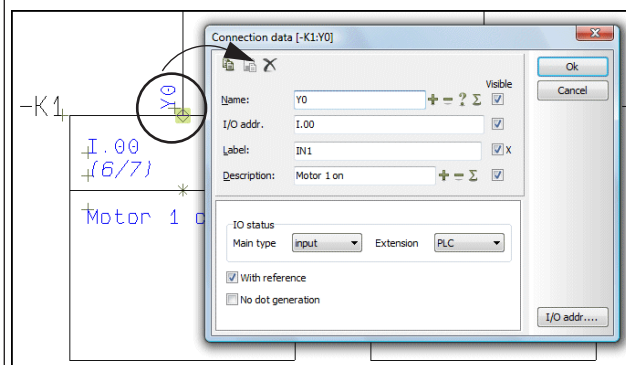 Connection data [-K1:Y0]
Ok
Cancel
Visible
Name: Y0
I/O addr. I.00
Label: IN1 X
Description: Motor 1 on
IO status
Main type input Extension PLC
With reference
No dot generation
I/O addr....
Y0
-K1
I.00
(6/7)
Motor 1